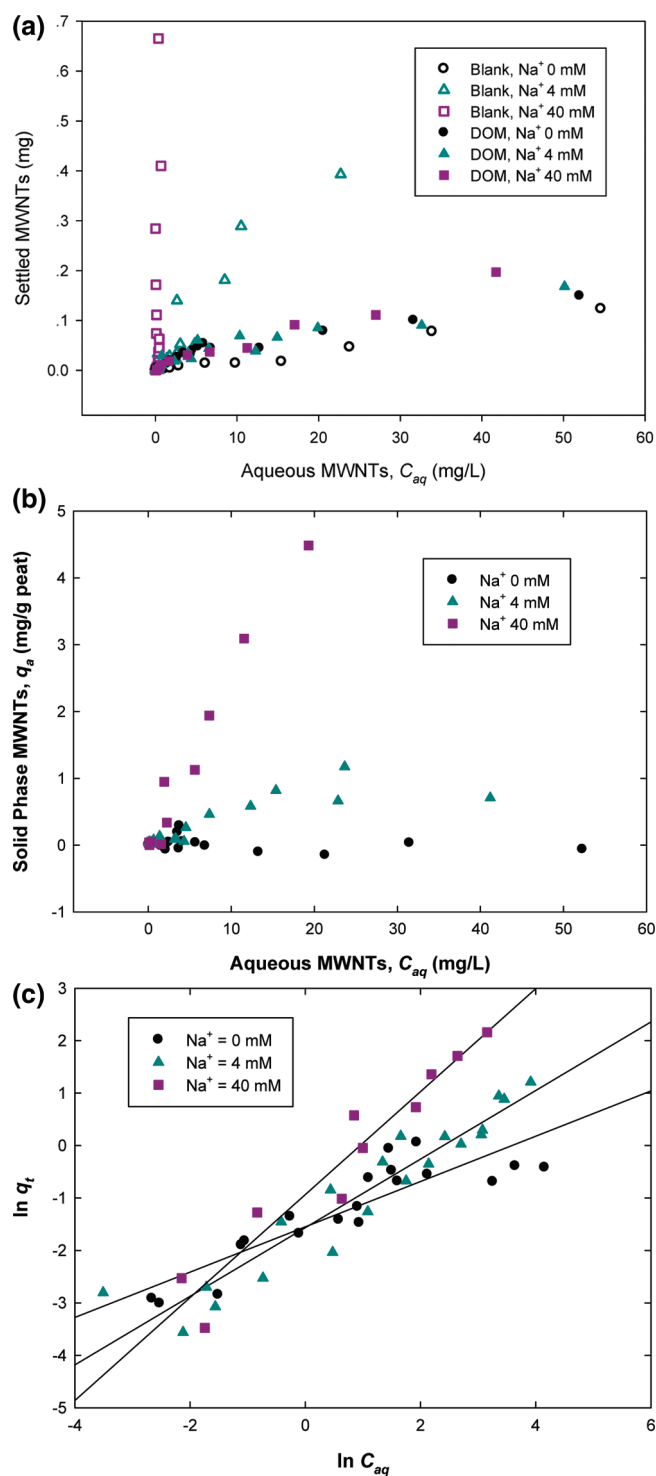 (a)
.7
.6
.5
.4
.3
.2
.1
0.0
Settled MWNTs (mg)
Blank, Na⁺ 0 mM
Blank, Na⁺ 4 mM
Blank, Na⁺ 40 mM
DOM, Na⁺ 0 mM
DOM, Na⁺ 4 mM
DOM, Na⁺ 40 mM
0 10 20 30 40 50 60
Aqueous MWNTs, Caq (mg/L)
(b)
5
4
3
2
1
0
-1
Solid Phase MWNTs, qa (mg/g peat)
Na⁺ 0 mM
Na⁺ 4 mM
Na⁺ 40 mM
0 10 20 30 40 50 60
Aqueous MWNTs, Caq (mg/L)
(c)
3
2
1
0
-1
-2
-3
-4
-5
ln qt
Na⁺ = 0 mM
Na⁺ = 4 mM
Na⁺ = 40 mM
-4 -2 0 2 4 6
ln Caq